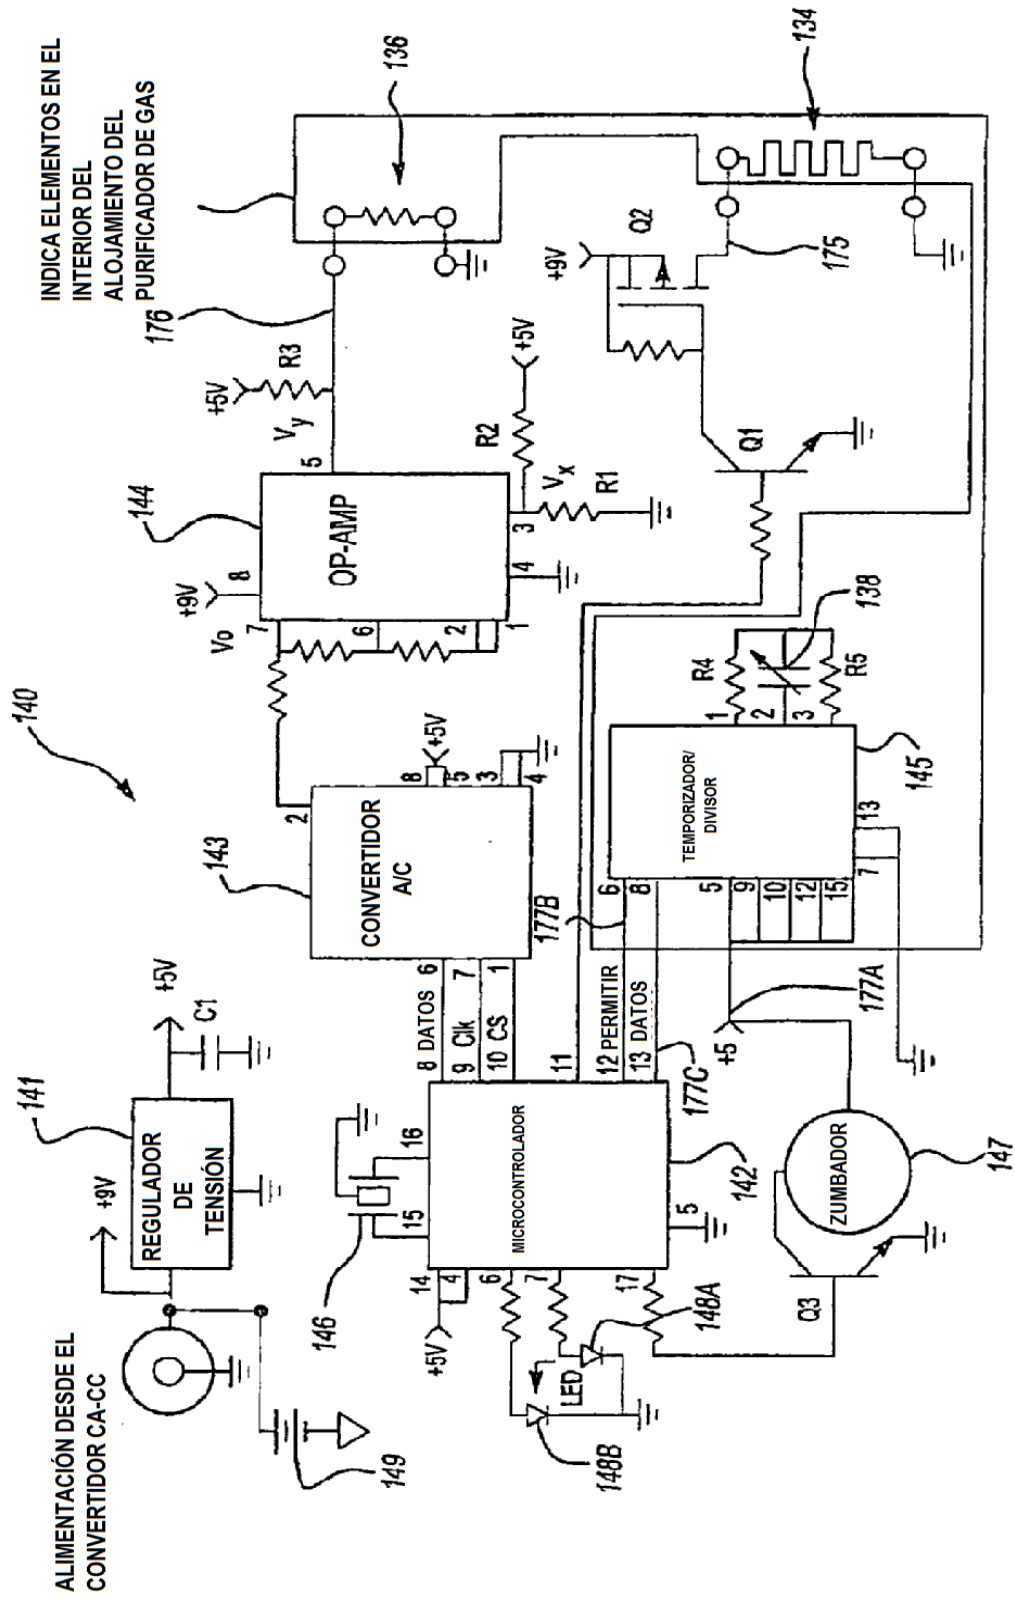 INDICA ELEMENTOS EN EL
INTERIOR DEL
ALOJAMIENTO DEL
PURIFICADOR DE GAS
ALIMENTACIÓN DESDE EL
CONVERTIDOR CA-CC
140
149
+9V
141
REGULADOR
DE
TENSIÓN
+5V
C1
146
15
16
+5V
14
4
6
7
17
LED
148B
148A
MICROCONTROLADOR
142
5
8 DATOS
9 Clk
10 CS
11
12 PERMITIR
13 DATOS
6
7
1
143
CONVERTIDOR
A/C
2
8
5
+5V
3
4
144
+9V
8
Vo
7
6
2
1
OP-AMP
5
3
4
Vy
+5V
R3
176
136
R2
+5V
Vx
R1
+9V
Q2
Q1
175
134
177B
177C
177A
+5
6
8
5
9
10
12
15
7
13
TEMPORIZADOR/
DIVISOR
145
1
2
3
R4
R5
138
Q3
ZUMBADOR
147